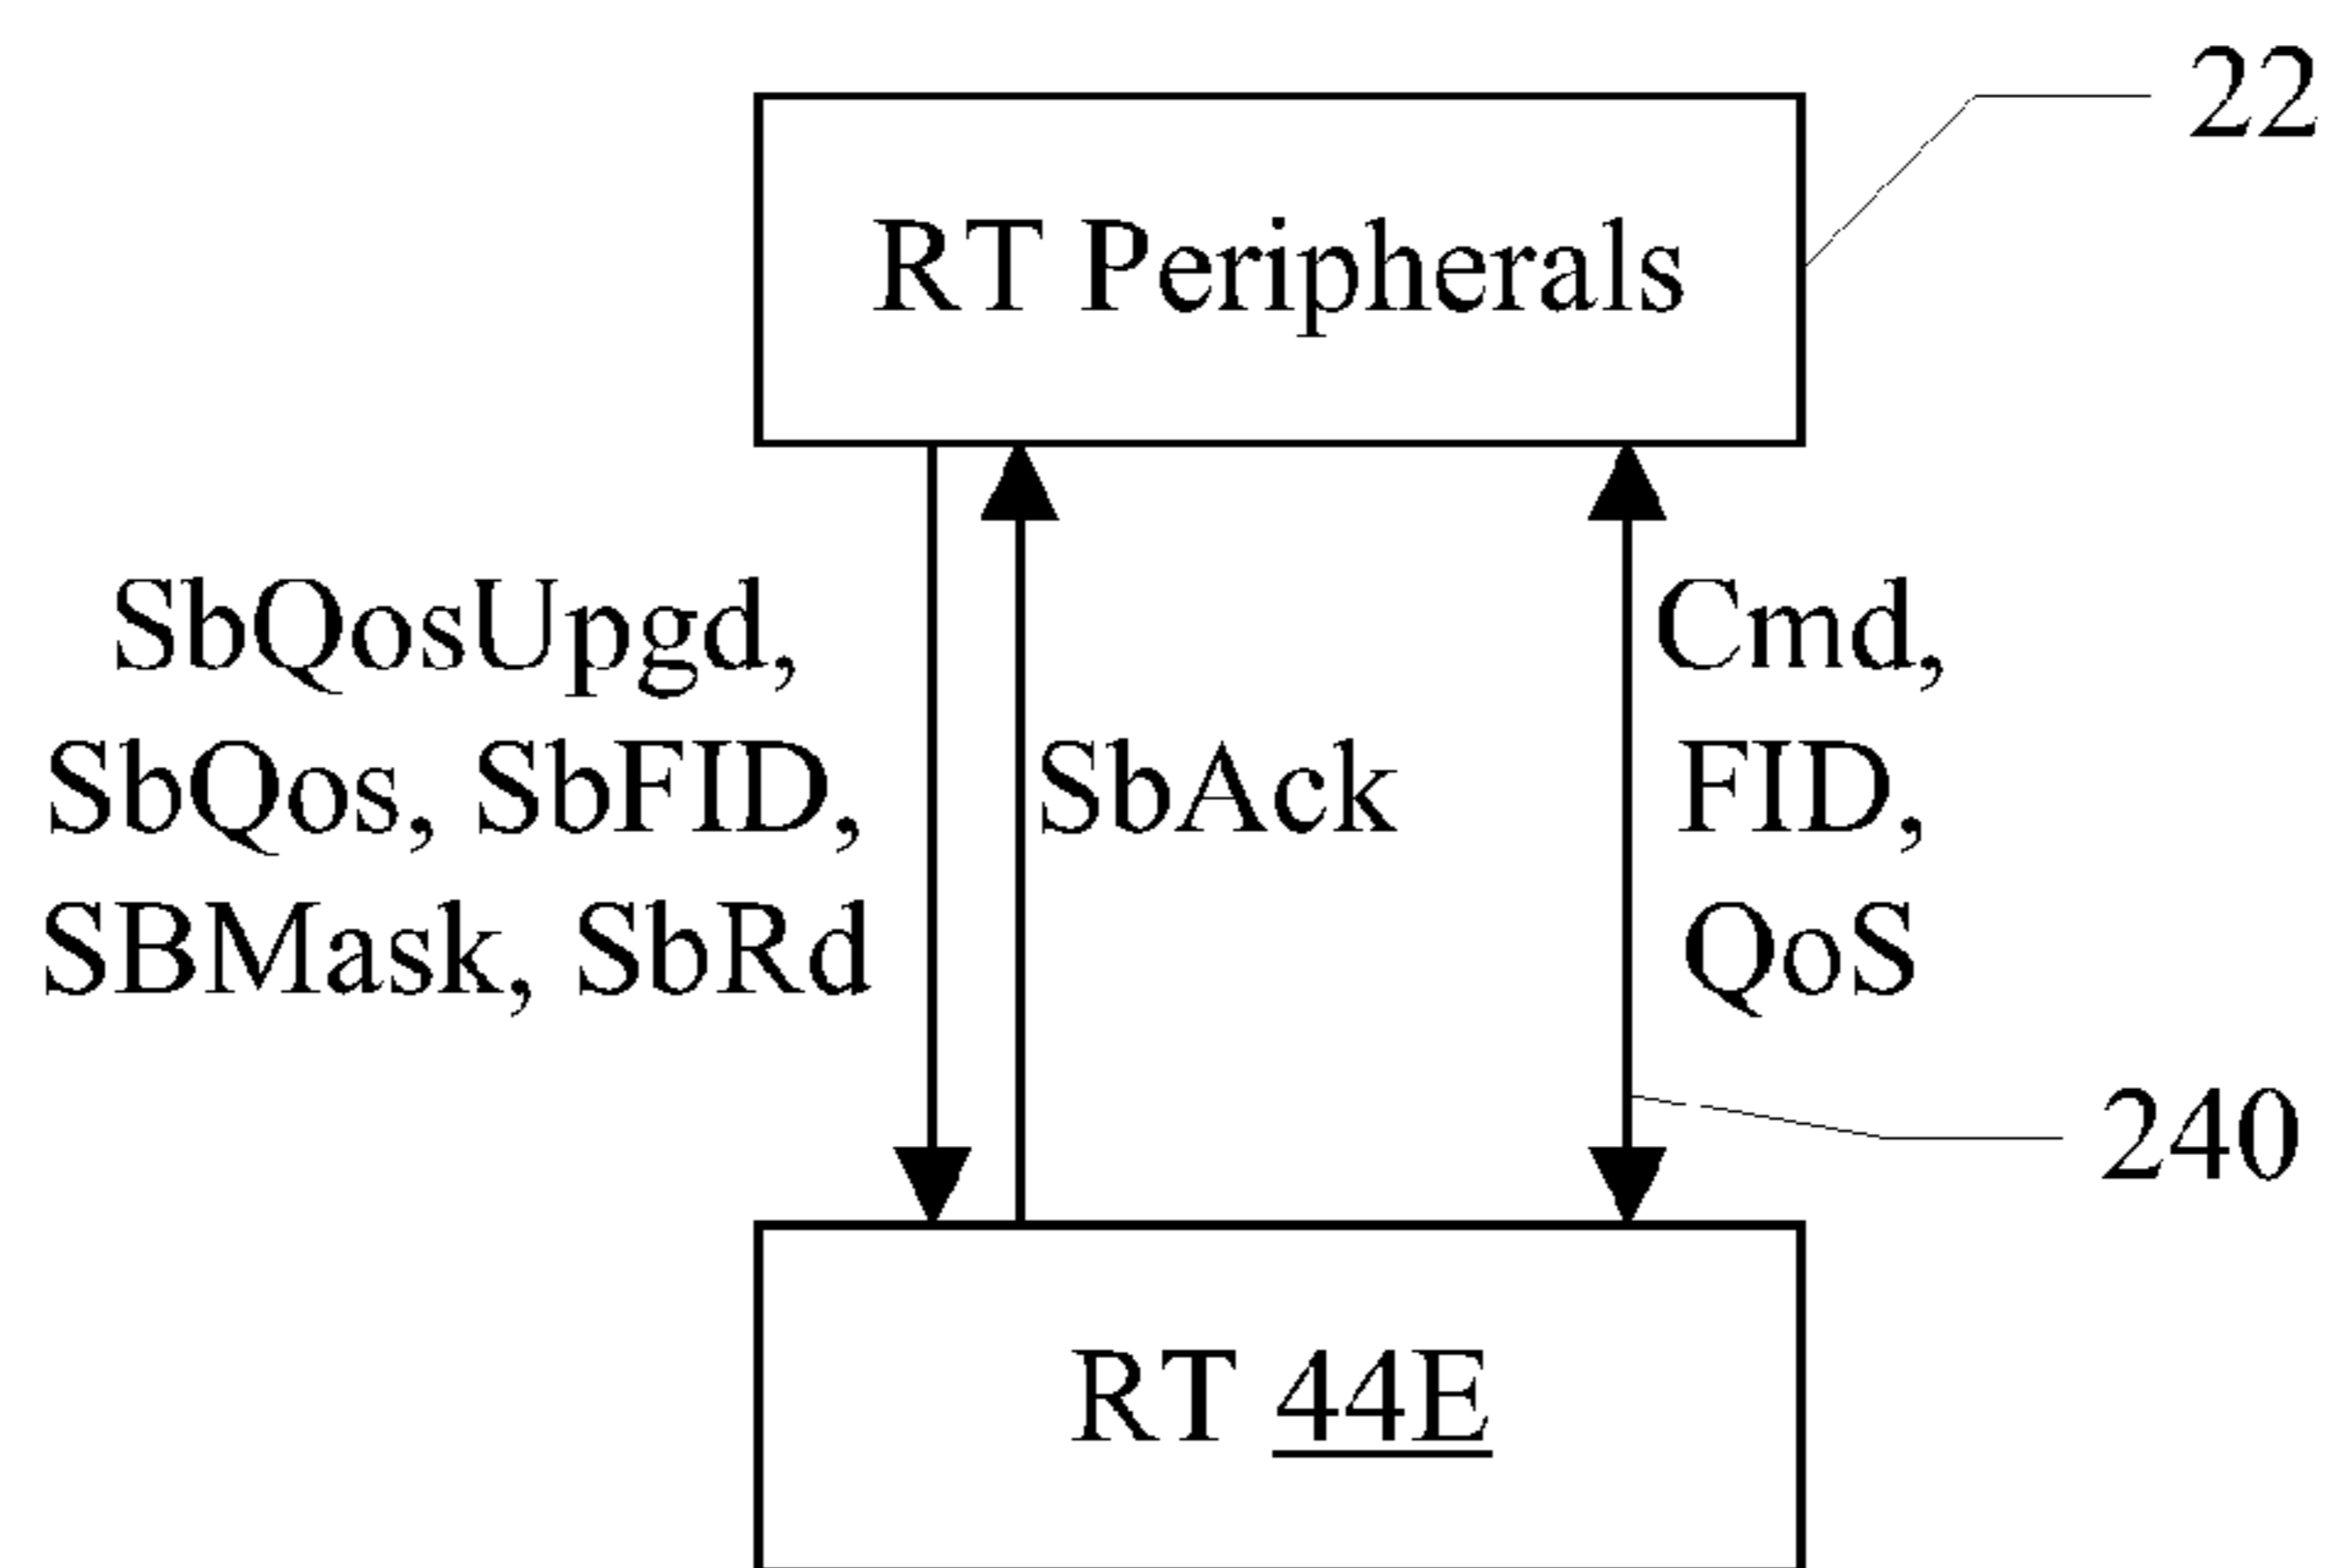 22
RT Peripherals
SbQosUpgd,
SbQos, SbFID,
SBMask, SbRd
SbAck
Cmd,
FID,
QoS
240
RT 44E